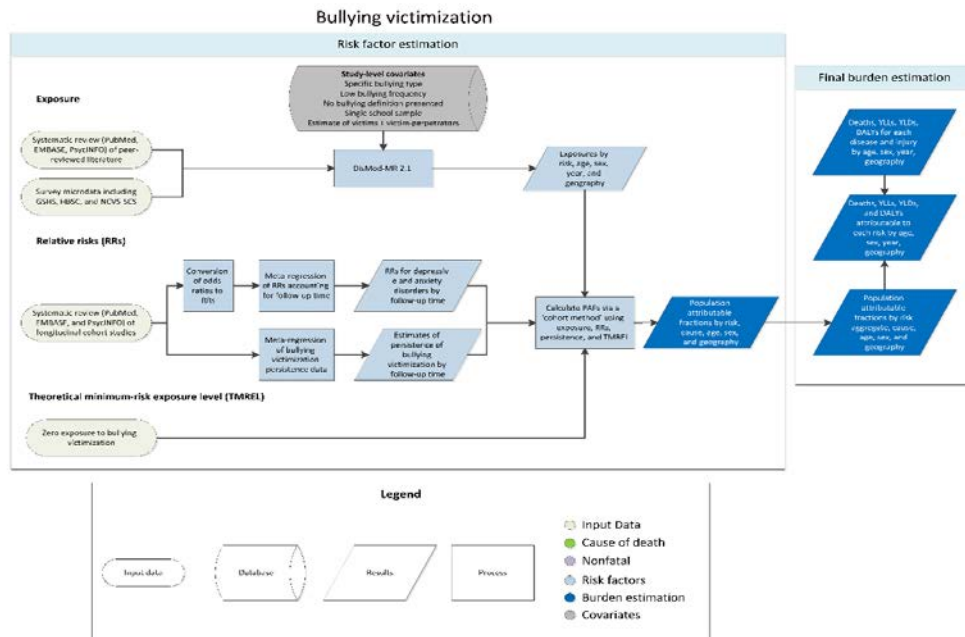 Bullying victimization
Risk factor estimation
Final burden estimation
Exposure
Study-level covariates
Specific bullying type
Low bullying frequency
No bullying definition presented
Single school sample
Estimate of victims + victim-perpetrators
Systematic review (PubMed,
EMBASE, PsycINFO) of peer-
reviewed literature
Survey microdata including
GSHS, HBSC, and NCVS SCS
DisMod-MR 2.1
Exposures by
risk, age, sex,
year, and
geography
Relative risks (RRs)
Systematic review (PubMed,
EMBASE, and PsycINFO) of
longitudinal cohort studies
Conversion
of odds
ratios to
RRs
Meta-regression
of RRs accounting
for follow-up time
RRs for depressiv
e and anxiety
disorders by
follow-up time
Meta-regression
of bullying
victimization
persistence data
Estimates of
persistence of
bullying
victimization by
follow-up time
Calculate PAFs via a
'cohort method' using
exposure, RRs,
persistence, and TMREL
Population
attributable
fractions by risk,
cause, age, sex,
and geography
Theoretical minimum-risk exposure level (TMREL)
Zero exposure to bullying
victimization
Deaths, YLLs, YLDs,
DALYs for each
disease and injury
by age, sex, year,
geography
Deaths, YLLs, YLDs,
and DALYs
attributable to
each risk by age,
sex, year,
geography
Population
attributable
fractions by risk
aggregate, cause,
age, sex, and
geography
Legend
Input data
Database
Results
Process
Input Data
Cause of death
Nonfatal
Risk factors
Burden estimation
Covariates